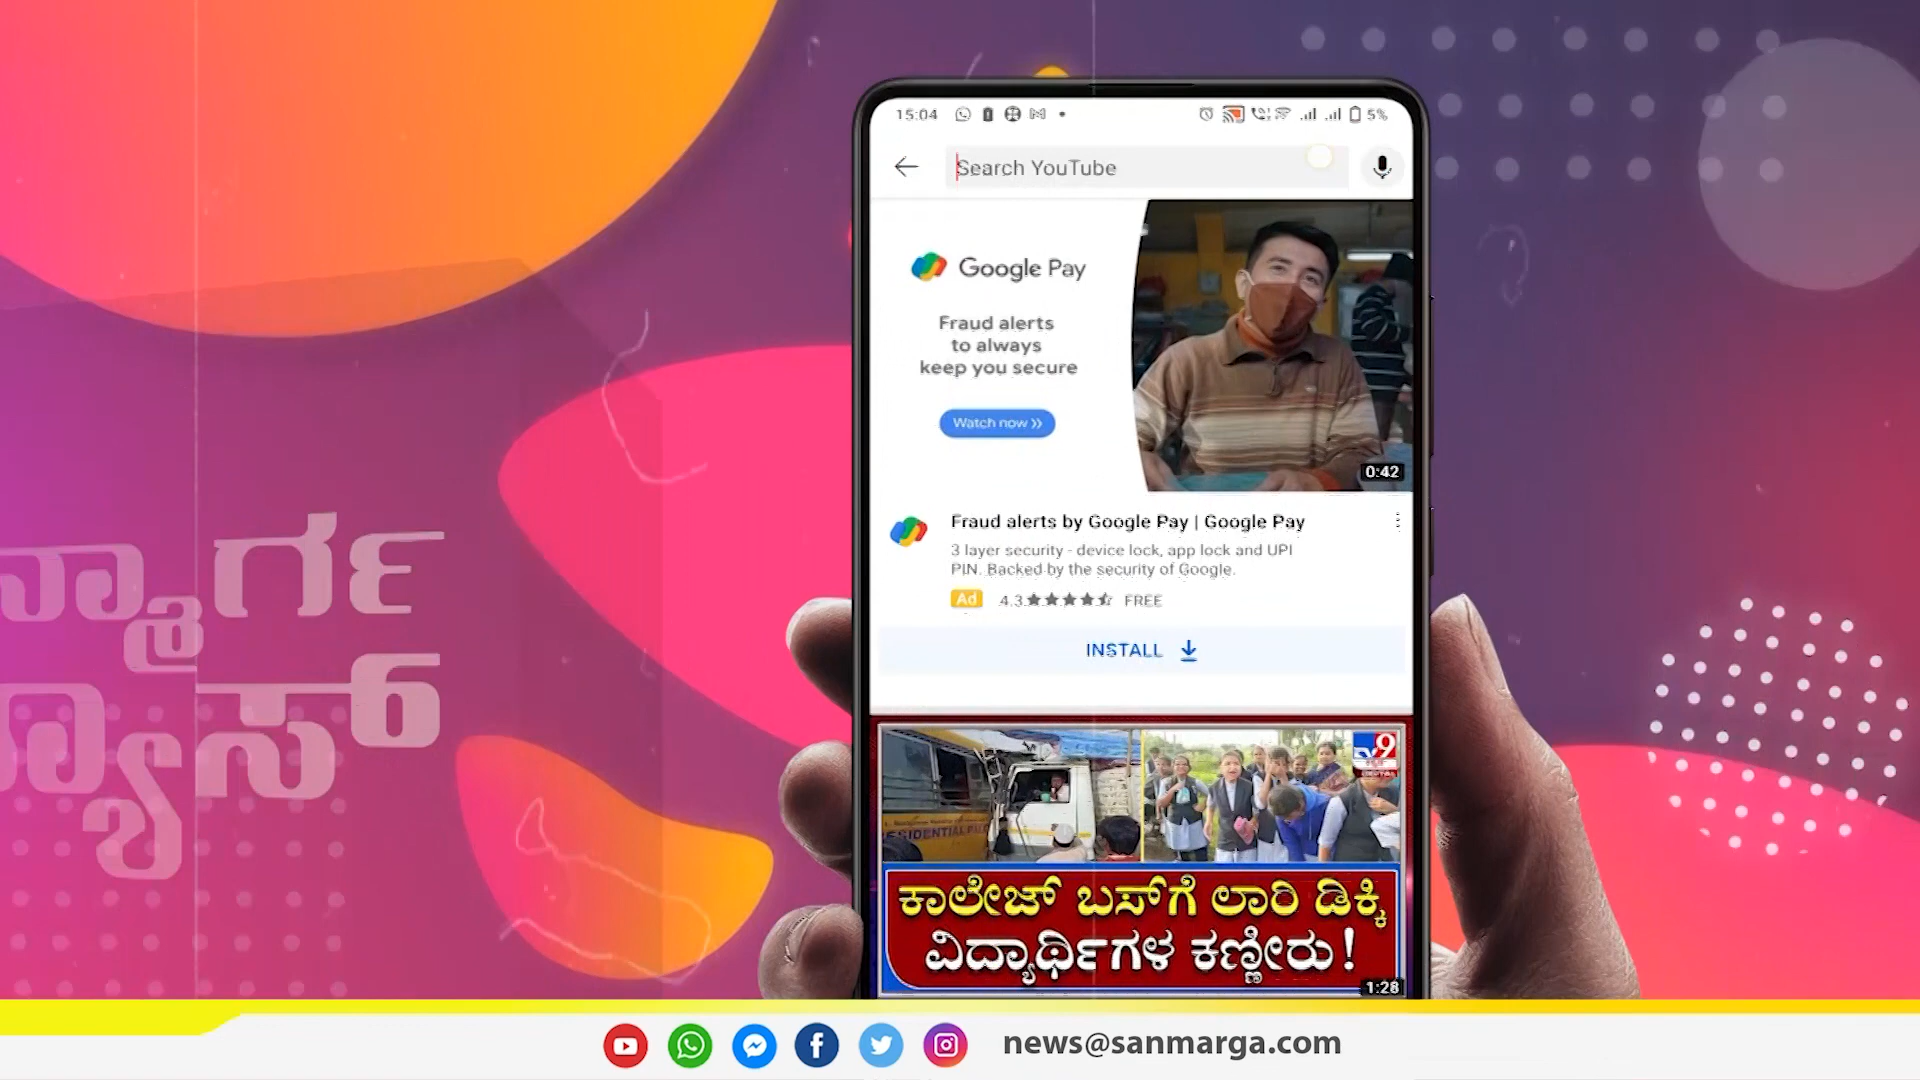 15:04
5%
Search YouTube
Google Pay
Fraud alerts
to always
keep you secure
Watch now
0:42
Fraud alerts by Google Pay | Google Pay
3 layer security - device lock, app lock and UPI
PIN. Backed by the security of Google.
Ad 4.3 FREE
INSTALL
TV9
ಕಾಲೇಜ್ ಬಸ್‌ಗೆ ಲಾರಿ ಡಿಕ್ಕಿ
ವಿದ್ಯಾರ್ಥಿಗಳ ಕಣ್ಣೀರು!
1:28
news@sanmarga.com